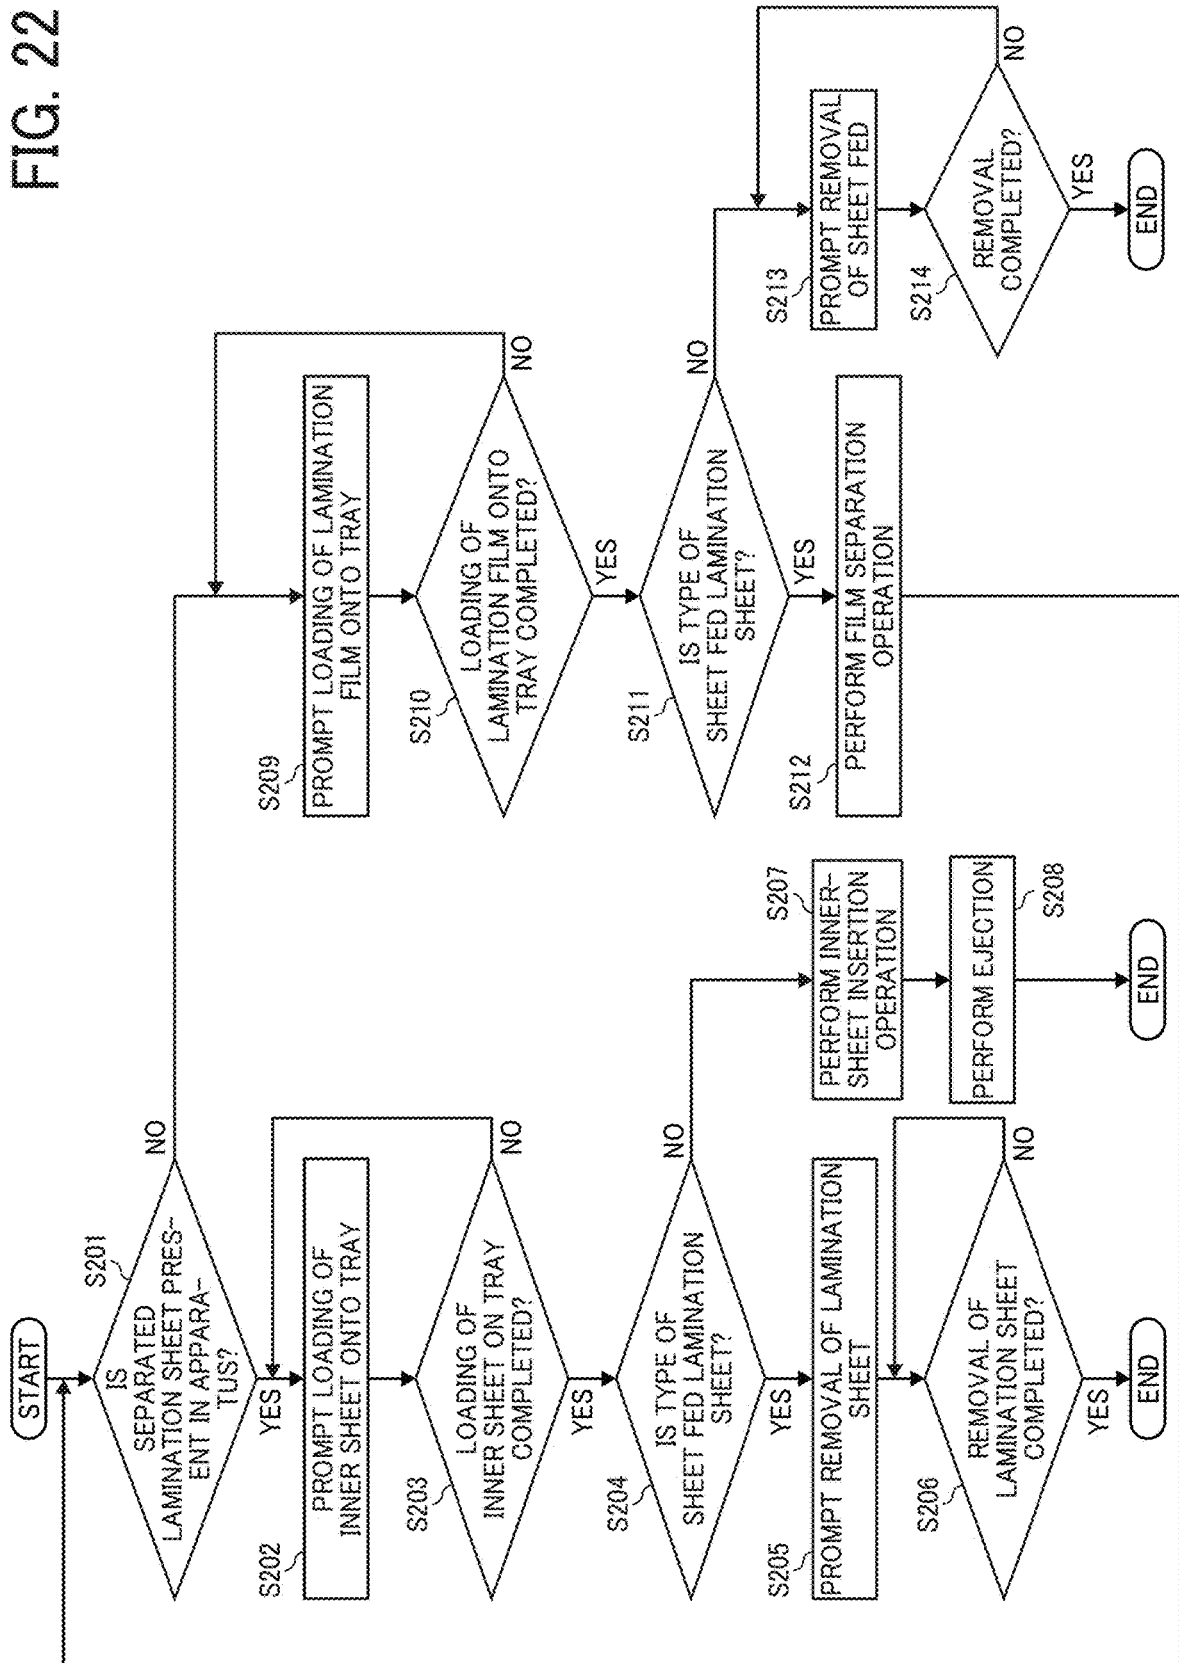 FIG. 22
START
S201
IS
SEPARATED
LAMINATION SHEET PRES-
ENT IN APPARA-
TUS?
NO
YES
S202
PROMPT LOADING OF
INNER SHEET ONTO TRAY
S203
LOADING OF
INNER SHEET ON TRAY
COMPLETED?
NO
YES
S204
IS TYPE OF
SHEET FED LAMINATION
SHEET?
NO
YES
S205
PROMPT REMOVAL OF LAMINATION
SHEET
S206
REMOVAL OF
LAMINATION SHEET
COMPLETED?
NO
YES
END
S207
PERFORM INNER-
SHEET INSERTION
OPERATION
S208
PERFORM EJECTION
END
S209
PROMPT LOADING OF LAMINATION
FILM ONTO TRAY
S210
LOADING OF
LAMINATION FILM ONTO
TRAY COMPLETED?
NO
YES
S211
IS TYPE OF
SHEET FED LAMINATION
SHEET?
NO
YES
S212
PERFORM FILM SEPARATION
OPERATION
S213
PROMPT REMOVAL
OF SHEET FED
S214
REMOVAL
COMPLETED?
NO
YES
END